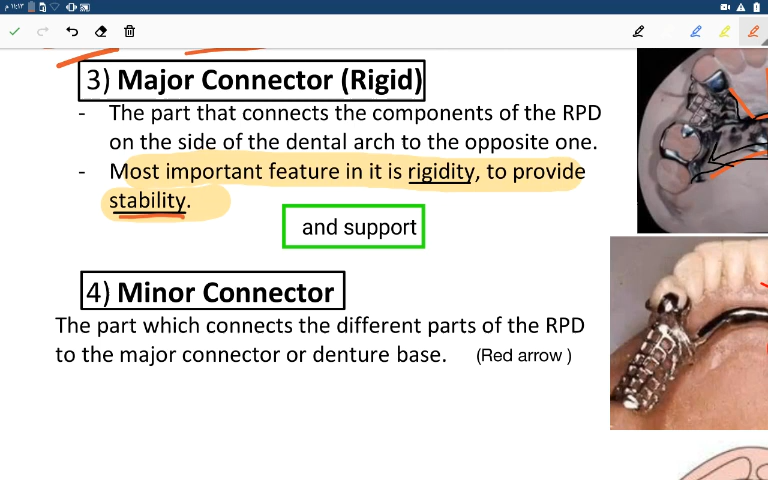 م ١١:١٣
3) Major Connector (Rigid)
- The part that connects the components of the RPD
on the side of the dental arch to the opposite one.
- Most important feature in it is rigidity, to provide
stability.
and support
4) Minor Connector
The part which connects the different parts of the RPD
to the major connector or denture base. (Red arrow )